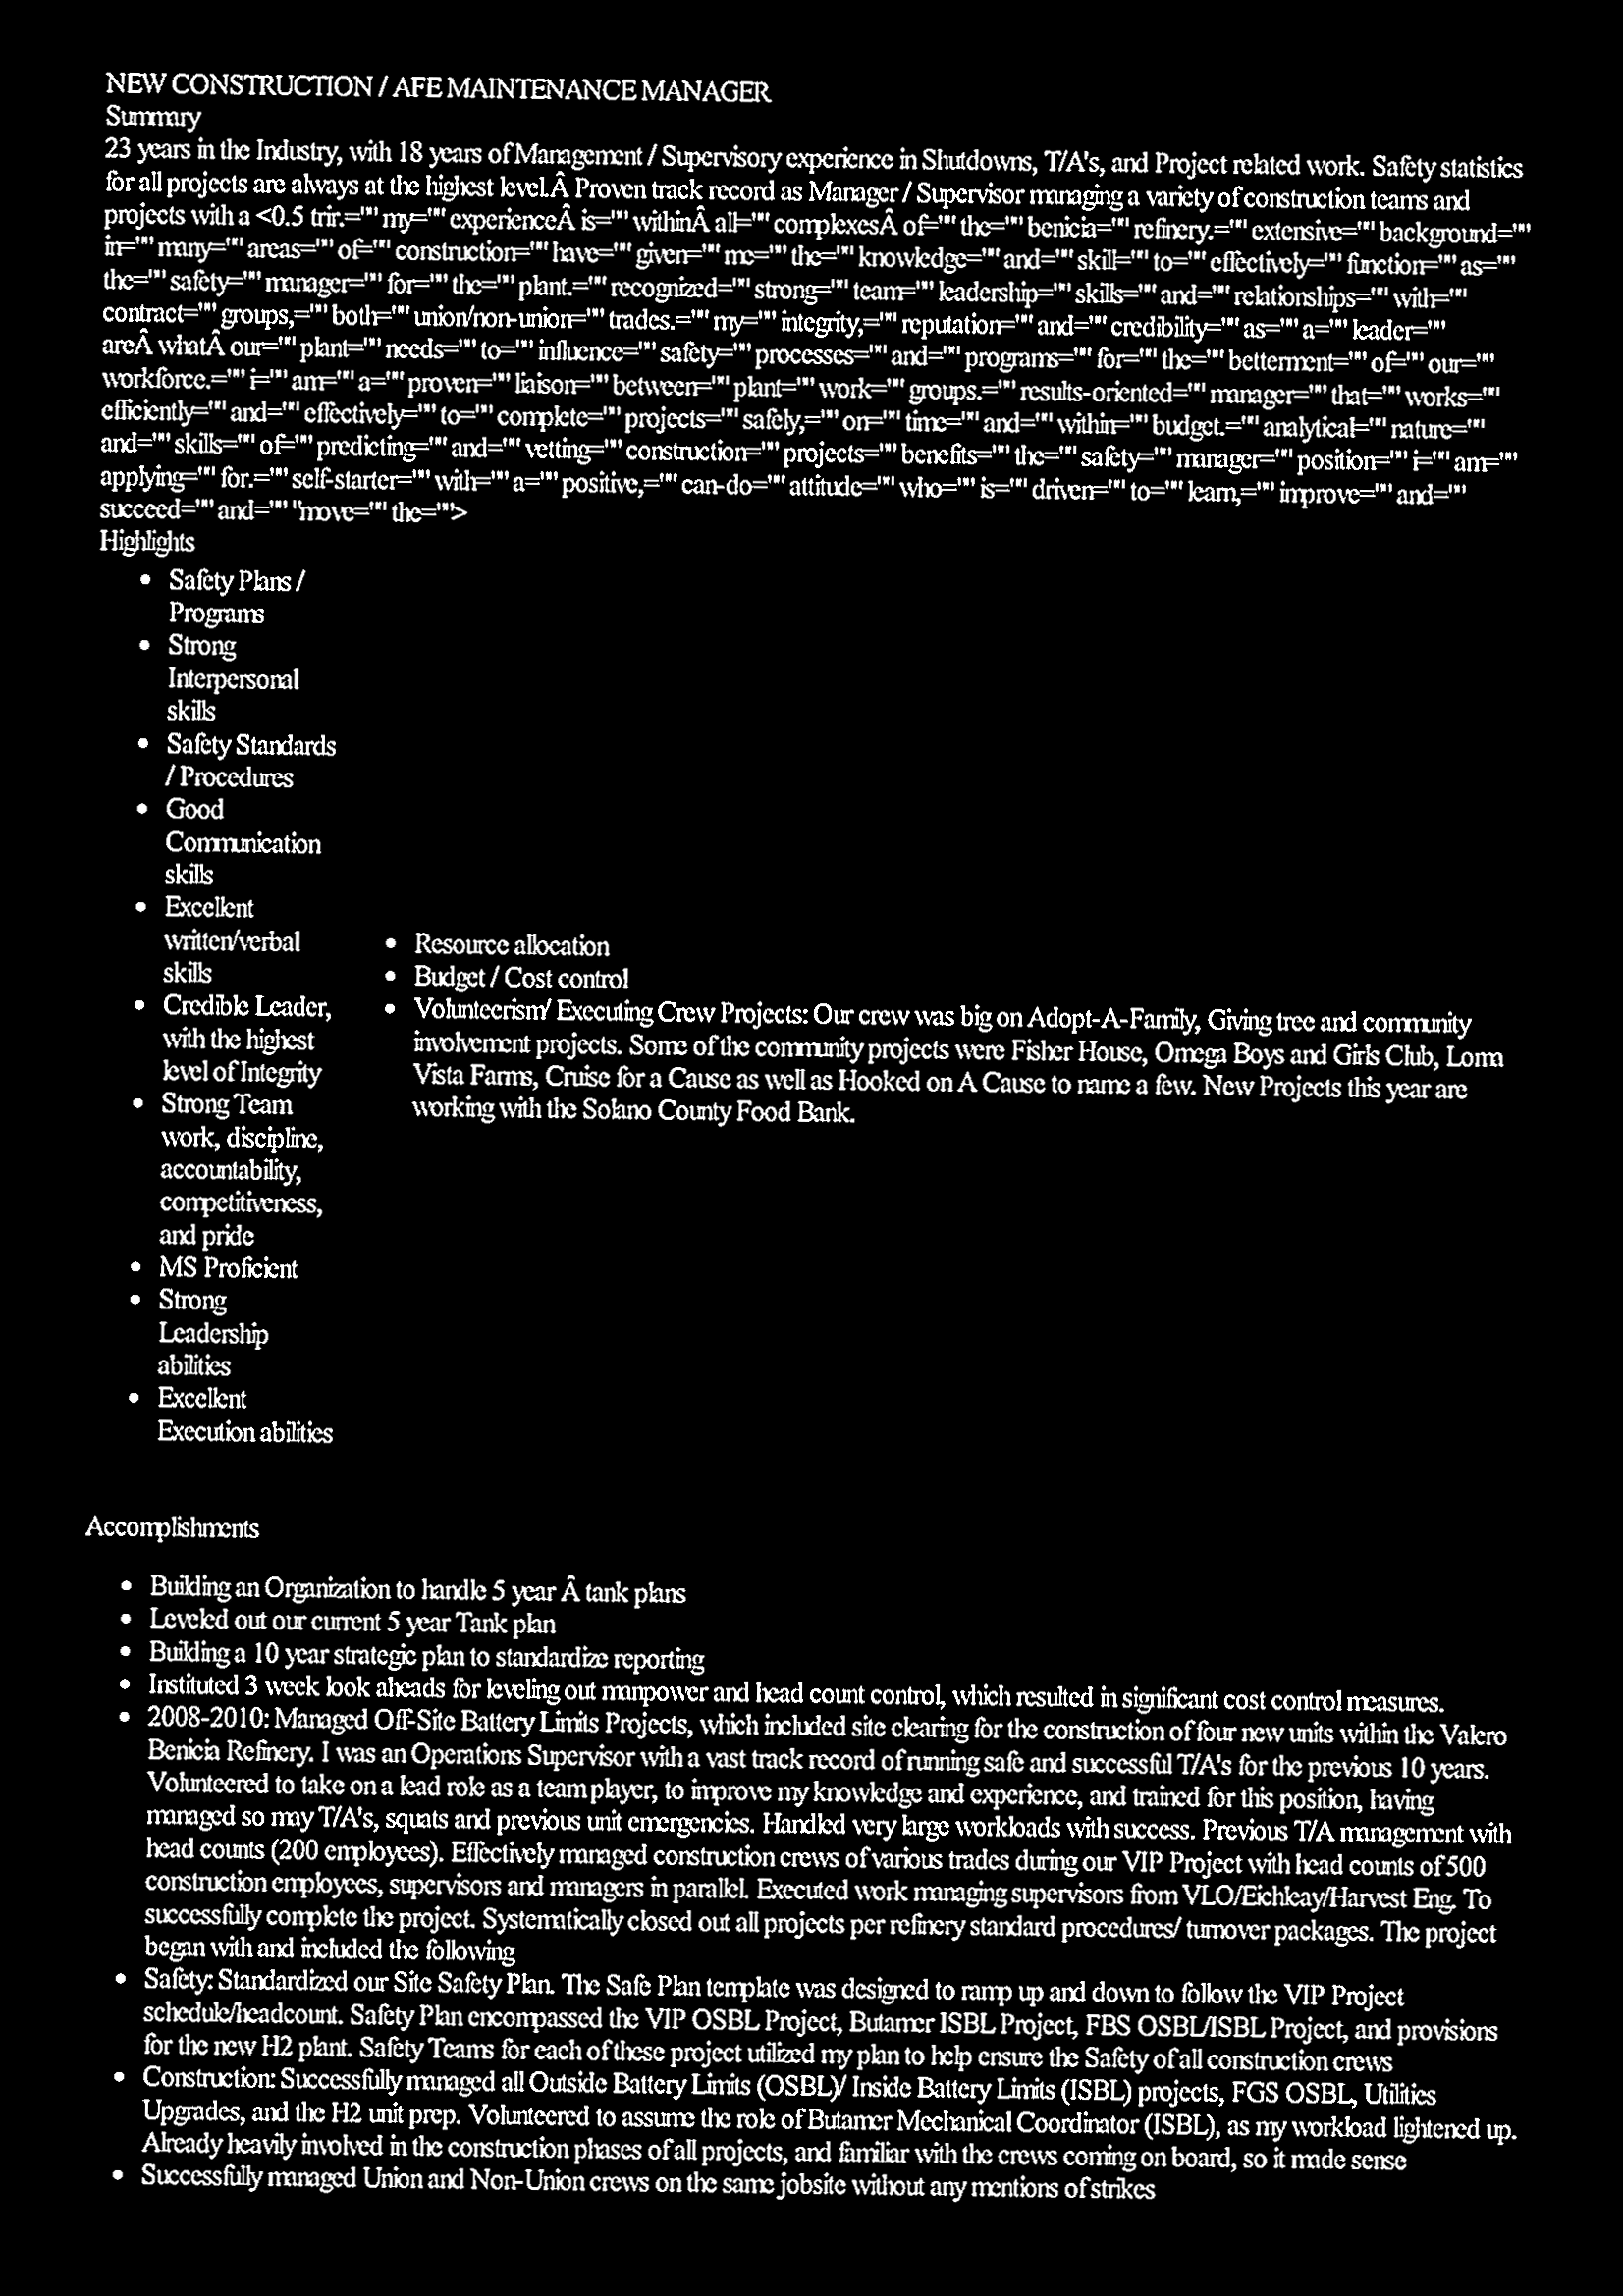 NEW CONSTRUCTION / AFE MAINTENANCE MANAGER
Summary
23 years in the Industry, with 18 years of Management / Supervisory experience in Shutdowns, T/A's, and Project related work. Safety statistics
for all projects are always at the highest level.Â Proven track record as Manager / Supervisor managing a variety of construction teams and
projects with a <0.5 trir.="" my="" experienceÂ is="" withinÂ all="" complexesÂ of="" the="" benicia="" refinery.="" extensive="" background=""
in="" many="" areas="" of="" construction="" have="" given="" me="" the="" knowledge="" and="" skill="" to="" effectively="" function="" as=""
the="" safety="" manager="" for="" the="" plant.="" recognized="" strong="" team="" leadership="" skills="" and="" relationships="" with=""
contract="" groups,="" both="" union/non-union="" trades.="" my="" integrity,="" reputation="" and="" credibility="" as="" a="" leader=""
areÂ whatÂ our="" plant="" needs="" to="" influence="" safety="" processes="" and="" programs="" for="" the="" betterment="" of="" our=""
workforce.="" i="" am="" a="" proven="" liaison="" between="" plant="" work="" groups.="" results-oriented="" manager="" that="" works=""
efficiently="" and="" effectively="" to="" complete="" projects="" safely,="" on="" time="" and="" within="" budget.="" analytical="" nature=""
and="" skills="" of="" predicting="" and="" vetting="" construction="" projects="" benefits="" the="" safety="" manager="" position="" i="" am=""
applying="" for.="" self-starter="" with="" a="" positive,="" can-do="" attitude="" who="" is="" driven="" to="" learn,="" improve="" and=""
succeed="" and="" "move="" the="">
Highlights
• Safety Plans /
Programs
• Strong
Interpersonal
skills
• Safety Standards
/ Procedures
• Good
Communication
skills
• Excellent
written/verbal
skills
• Credible Leader,
with the highest
level of Integrity
• Strong Team
work, discipline,
accountability,
competitiveness,
and pride
• MS Proficient
• Strong
Leadership
abilities
• Excellent
Execution abilities
• Resource allocation
• Budget / Cost control
• Volunteerism/ Executing Crew Projects: Our crew was big on Adopt-A-Family, Giving tree and community
involvement projects. Some of the community projects were Fisher House, Omega Boys and Girls Club, Loma
Vista Farms, Cruise for a Cause as well as Hooked on A Cause to name a few. New Projects this year are
working with the Solano County Food Bank.
Accomplishments
• Building an Organization to handle 5 year Â tank plans
• Leveled out our current 5 year Tank plan
• Building a 10 year strategic plan to standardize reporting
• Instituted 3 week look aheads for leveling out manpower and head count control, which resulted in significant cost control measures.
• 2008-2010: Managed Off-Site Battery Limits Projects, which included site clearing for the construction of four new units within the Valero
Benicia Refinery. I was an Operations Supervisor with a vast track record of running safe and successful T/A's for the previous 10 years.
Volunteered to take on a lead role as a team player, to improve my knowledge and experience, and trained for this position, having
managed so may T/A's, squats and previous unit emergencies. Handled very large workloads with success. Previous T/A management with
head counts (200 employees). Effectively managed construction crews of various trades during our VIP Project with head counts of 500
construction employees, supervisors and managers in parallel. Executed work managing supervisors from VLO/Eichleay/Harvest Eng. To
successfully complete the project. Systematically closed out all projects per refinery standard procedures/ turnover packages. The project
began with and included the following
• Safety: Standardized our Site Safety Plan. The Safe Plan template was designed to ramp up and down to follow the VIP Project
schedule/headcount. Safety Plan encompassed the VIP OSBL Project, Butamer ISBL Project, FBS OSBL/ISBL Project, and provisions
for the new H2 plant. Safety Teams for each of these project utilized my plan to help ensure the Safety of all construction crews
• Construction: Successfully managed all Outside Battery Limits (OSBL)/ Inside Battery Limits (ISBL) projects, FGS OSBL, Utilities
Upgrades, and the H2 unit prep. Volunteered to assume the role of Butamer Mechanical Coordinator (ISBL), as my workload lightened up.
Already heavily involved in the construction phases of all projects, and familiar with the crews coming on board, so it made sense
• Successfully managed Union and Non-Union crews on the same jobsite without any mentions of strikes